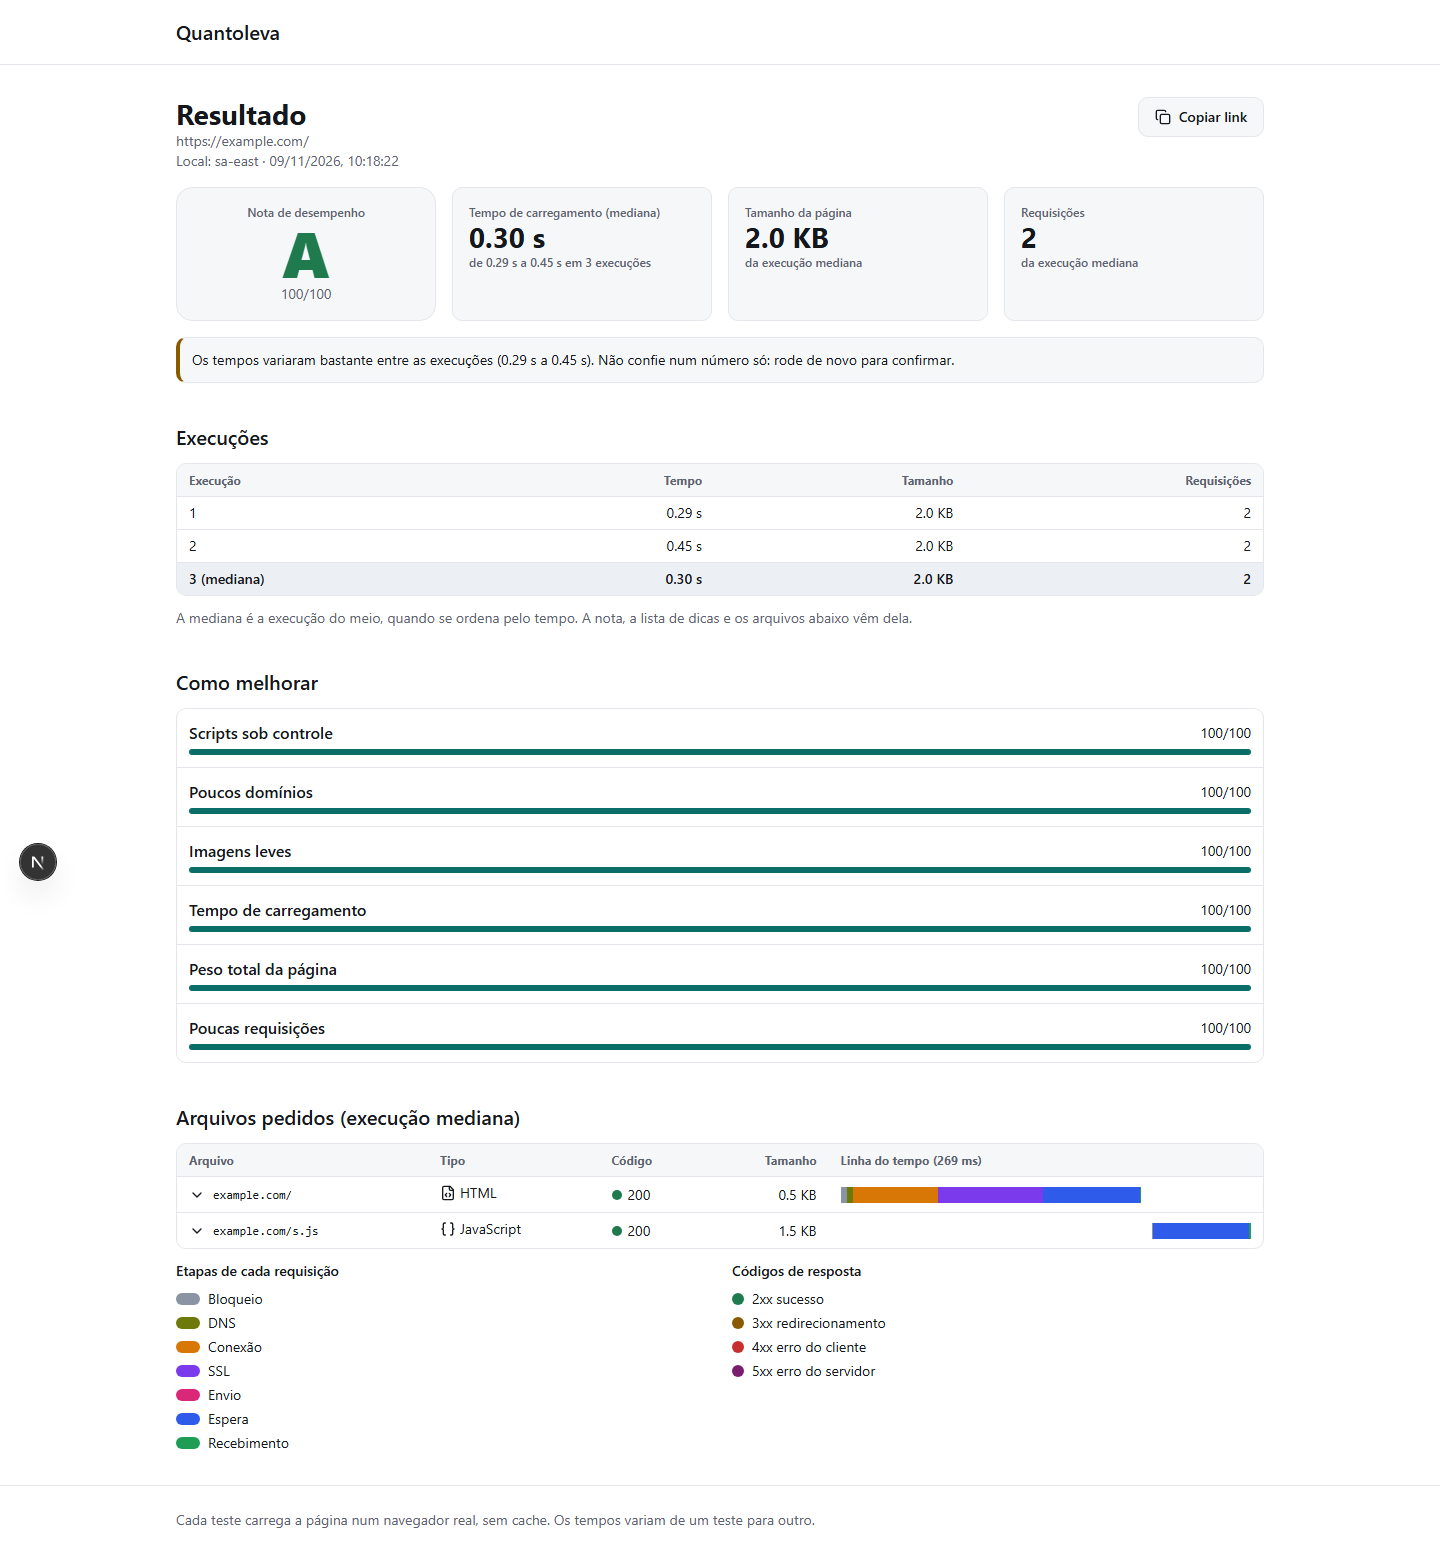 Quantoleva
Resultado
Copiar link
https://example.com/
Local: sa-east · 09/11/2026, 10:18:22
Nota de desempenho
A
100/100
Tempo de carregamento (mediana)
0.30 s
de 0.29 s a 0.45 s em 3 execuções
Tamanho da página
2.0 KB
da execução mediana
Requisições
2
da execução mediana
Os tempos variaram bastante entre as execuções (0.29 s a 0.45 s). Não confie num número só: rode de novo para confirmar.
Execuções
Execução Tempo Tamanho Requisições
1 0.29 s 2.0 KB 2
2 0.45 s 2.0 KB 2
3 (mediana) 0.30 s 2.0 KB 2
A mediana é a execução do meio, quando se ordena pelo tempo. A nota, a lista de dicas e os arquivos abaixo vêm dela.
Como melhorar
Scripts sob controle 100/100
Poucos domínios 100/100
Imagens leves 100/100
N
Tempo de carregamento 100/100
Peso total da página 100/100
Poucas requisições 100/100
Arquivos pedidos (execução mediana)
Arquivo Tipo Código Tamanho Linha do tempo (269 ms)
example.com/ HTML 200 0.5 KB
example.com/s.js JavaScript 200 1.5 KB
Etapas de cada requisição
Bloqueio
DNS
Conexão
SSL
Envio
Espera
Recebimento
Códigos de resposta
2xx sucesso
3xx redirecionamento
4xx erro do cliente
5xx erro do servidor
Cada teste carrega a página num navegador real, sem cache. Os tempos variam de um teste para outro.